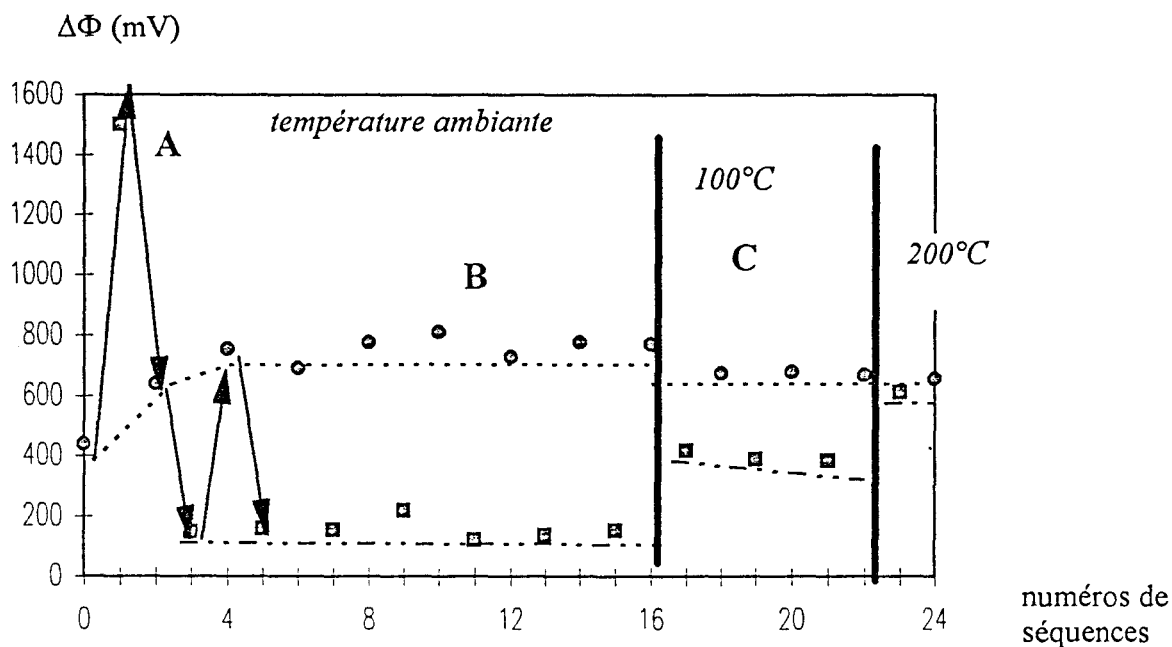 ΔΦ (mV)
1600
1400
1200
1000
800
600
400
200
0
température ambiante
A
B
100°C
C
200°C
0
4
8
12
16
20
24
numéros de
séquences